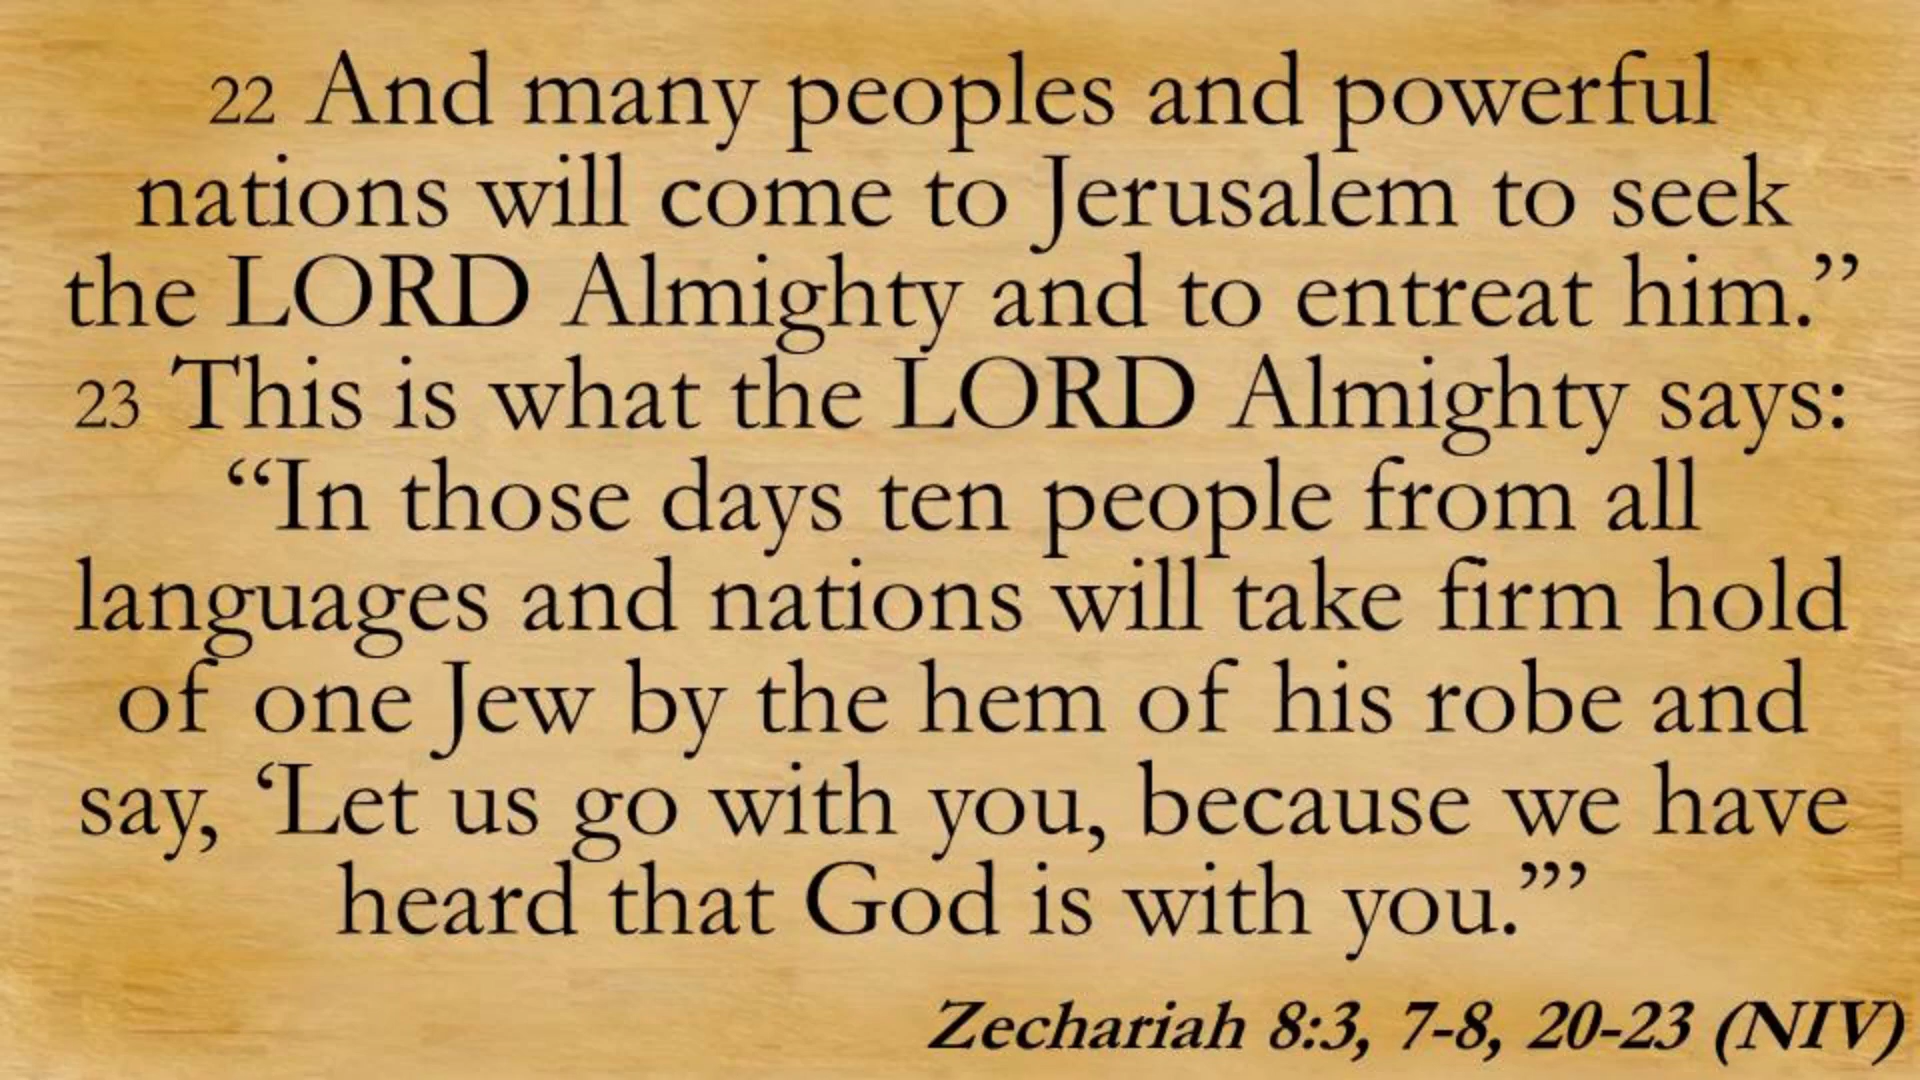 22 And many peoples and powerful
nations will come to Jerusalem to seek
the LORD Almighty and to entreat him.”
23 This is what the LORD Almighty says:
“In those days ten people from all
languages and nations will take firm hold
of one Jew by the hem of his robe and
say, ‘Let us go with you, because we have
heard that God is with you.”’
Zechariah 8:3, 7-8, 20-23 (NIV)